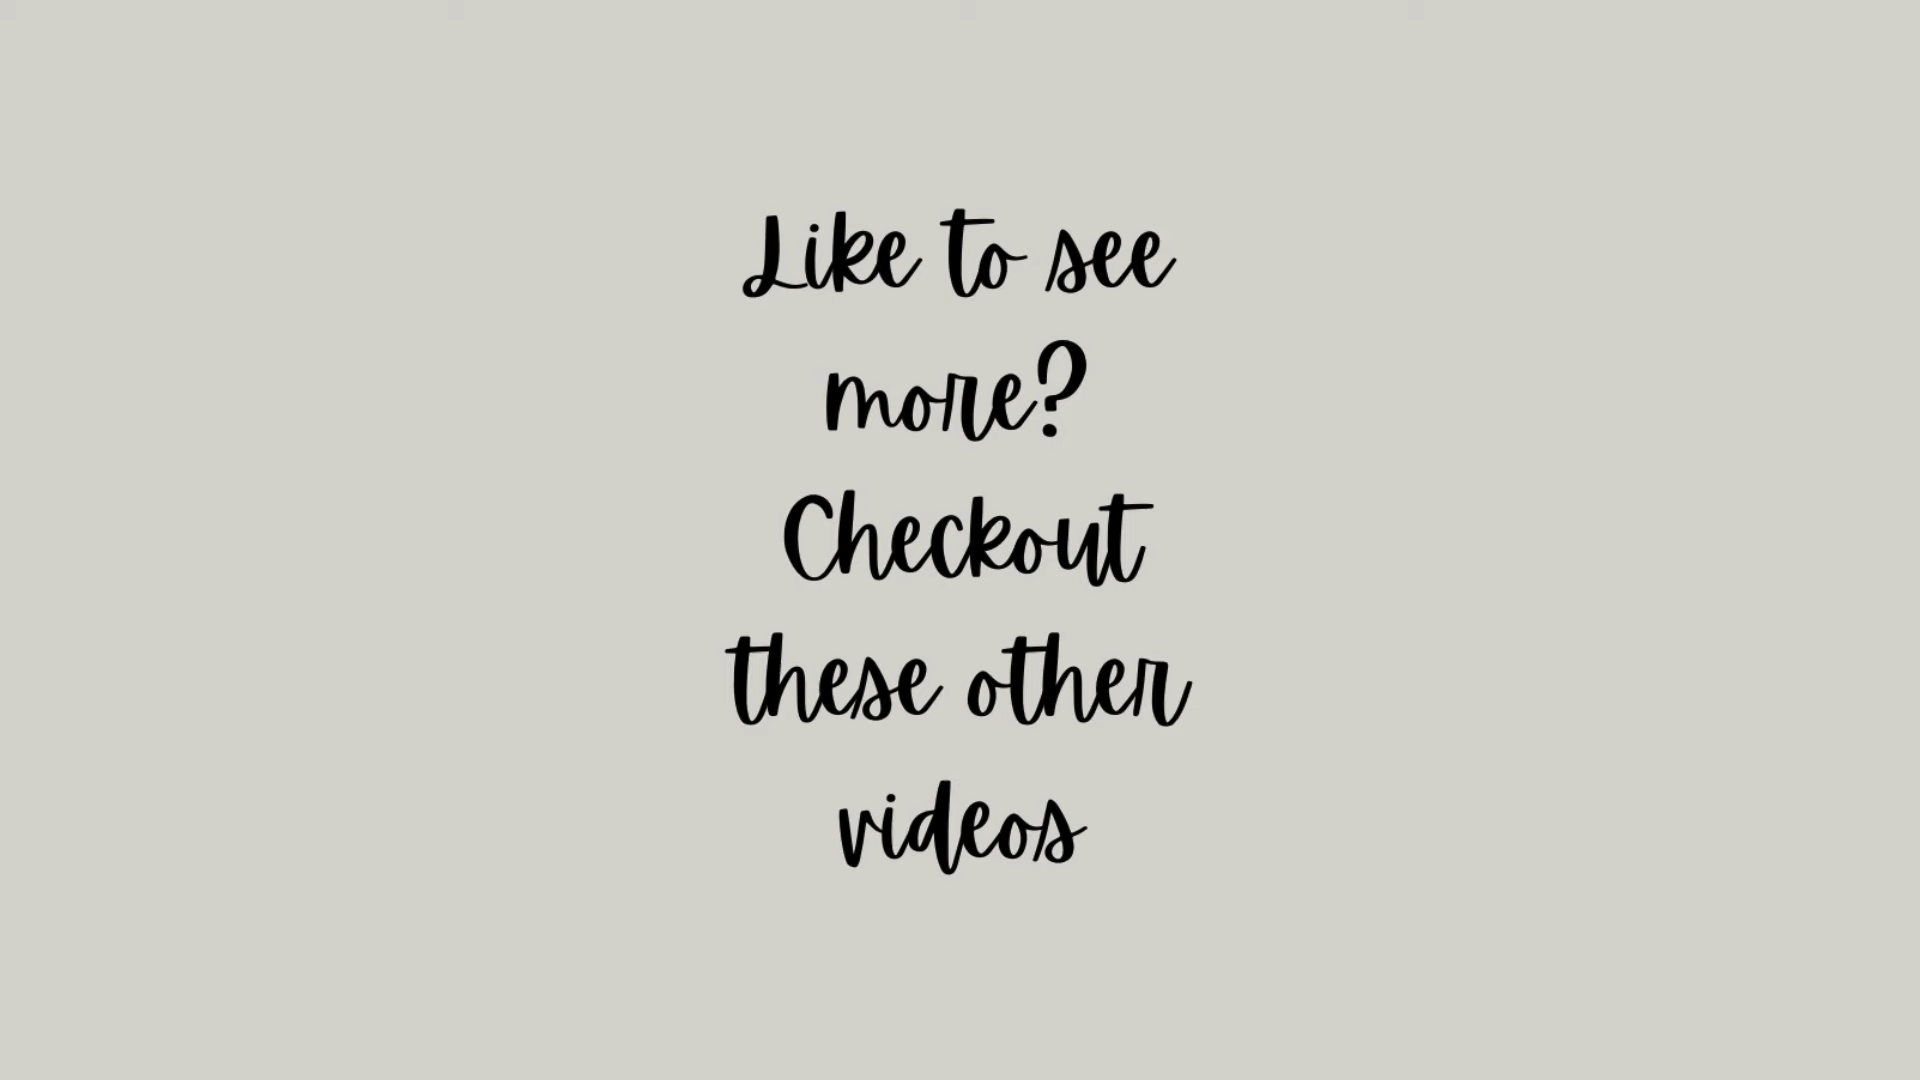 Like to see
more?
Checkout
these other
videos